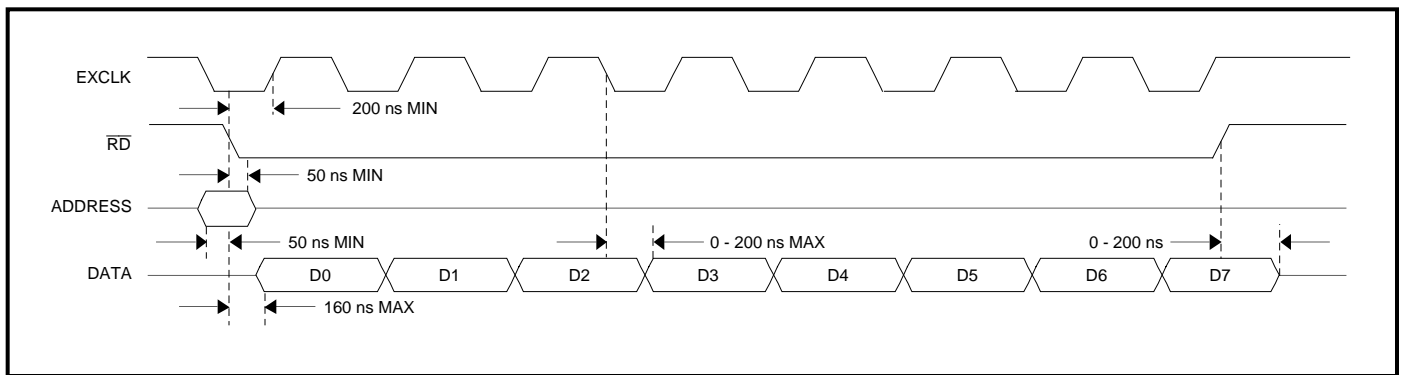 EXCLK
200 ns MIN
RD
50 ns MIN
ADDRESS
50 ns MIN
0 - 200 ns MAX
0 - 200 ns
DATA
D0 D1 D2 D3 D4 D5 D6 D7
160 ns MAX